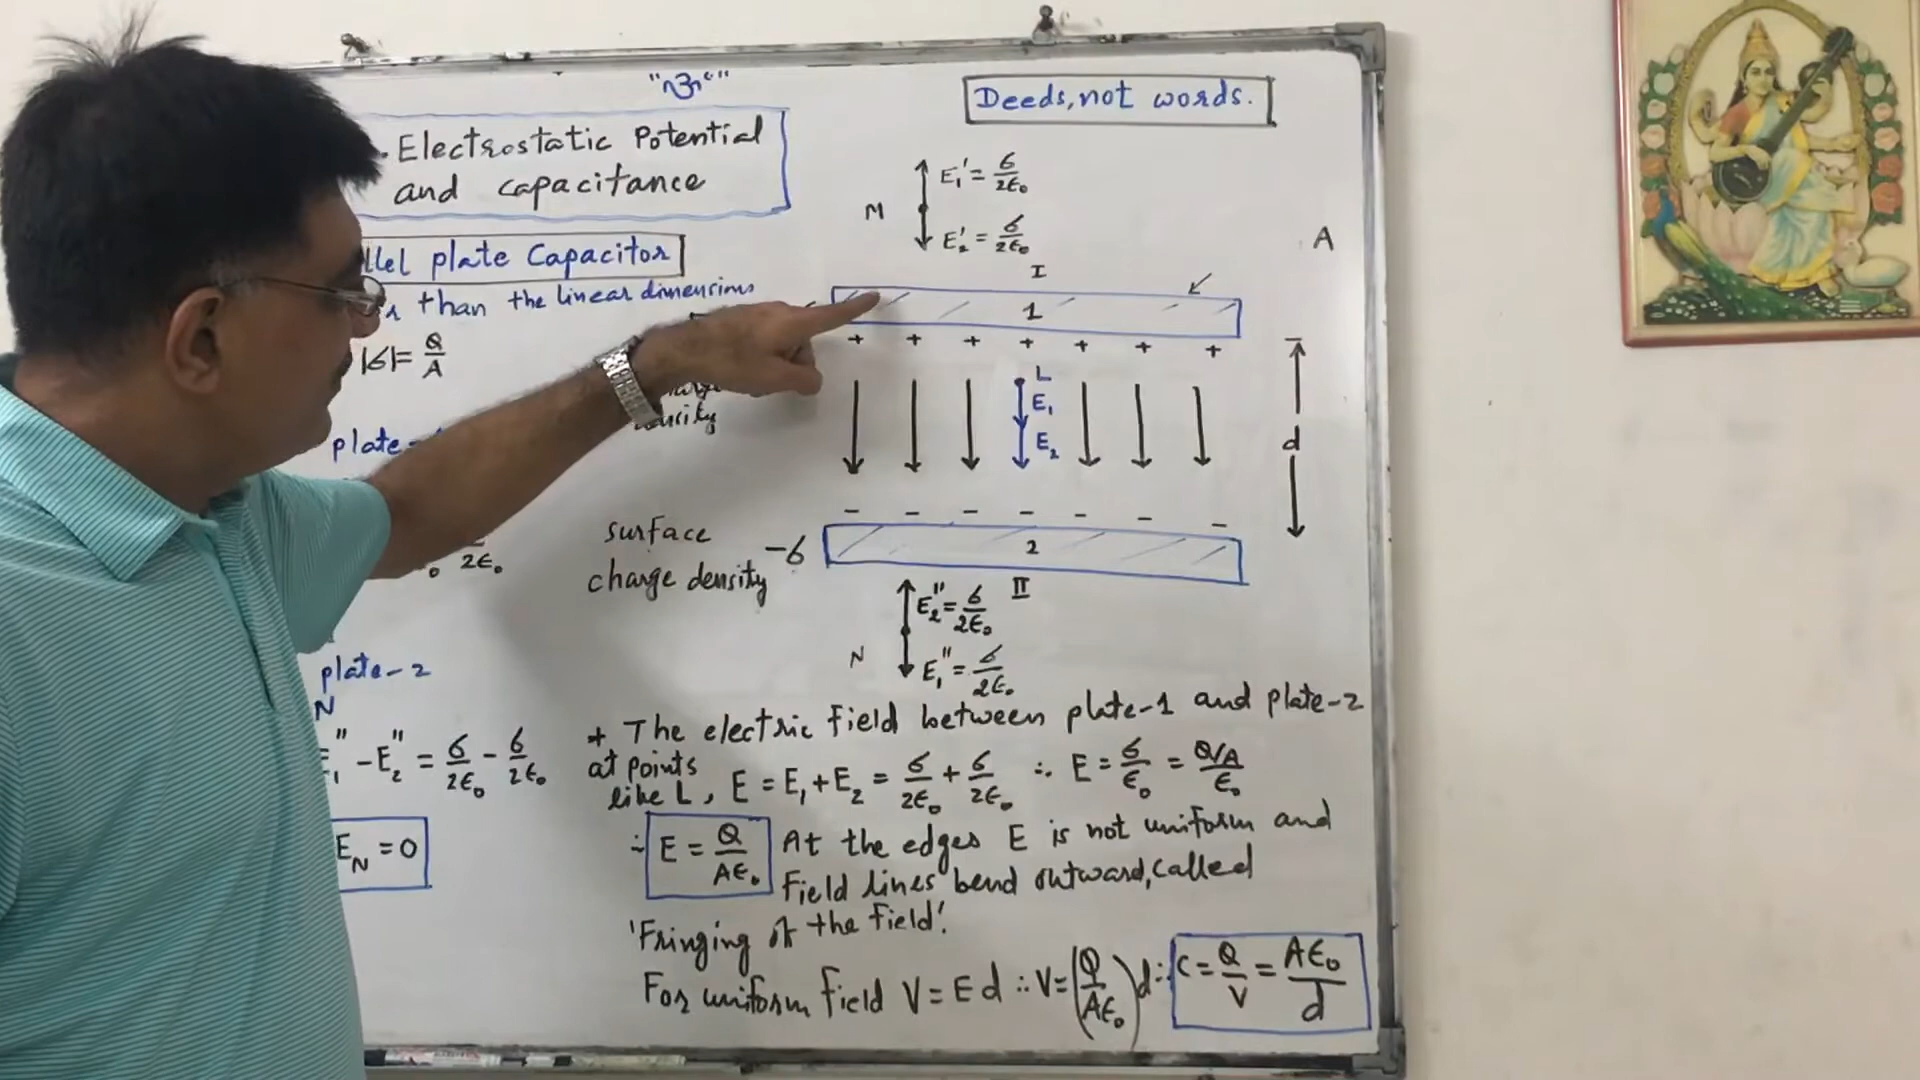 "ॐ"
Deeds, not words.
. Electrostatic Potential
and capacitance
llel plate Capacitor
than the linear dimensions
|σ| = Q/A
plate-
2ϵ₀
plate-2
N
E₁" - E₂" = σ/2ϵ₀ - σ/2ϵ₀
E_N = 0
M
E₁' = σ/2ϵ₀
E₂' = σ/2ϵ₀
A
I
1
+ + + + + + +
L
E₁
E₂
d
- - - - - - -
surface
charge density
-σ
2
II
E₂" = σ/2ϵ₀
N
E₁" = σ/2ϵ₀
* The electric field between plate-1 and plate-2
at points
like L, E = E₁ + E₂ = σ/2ϵ₀ + σ/2ϵ₀ ∴ E = σ/ϵ₀ = Q/A/ϵ₀
∴ E = Q/Aϵ₀ At the edges E is not uniform and
field lines bend outward, called
'Fringing of the field'.
For uniform field V = E d ∴ V = (Q/Aϵ₀) d ∴ C = Q/V = Aϵ₀/d